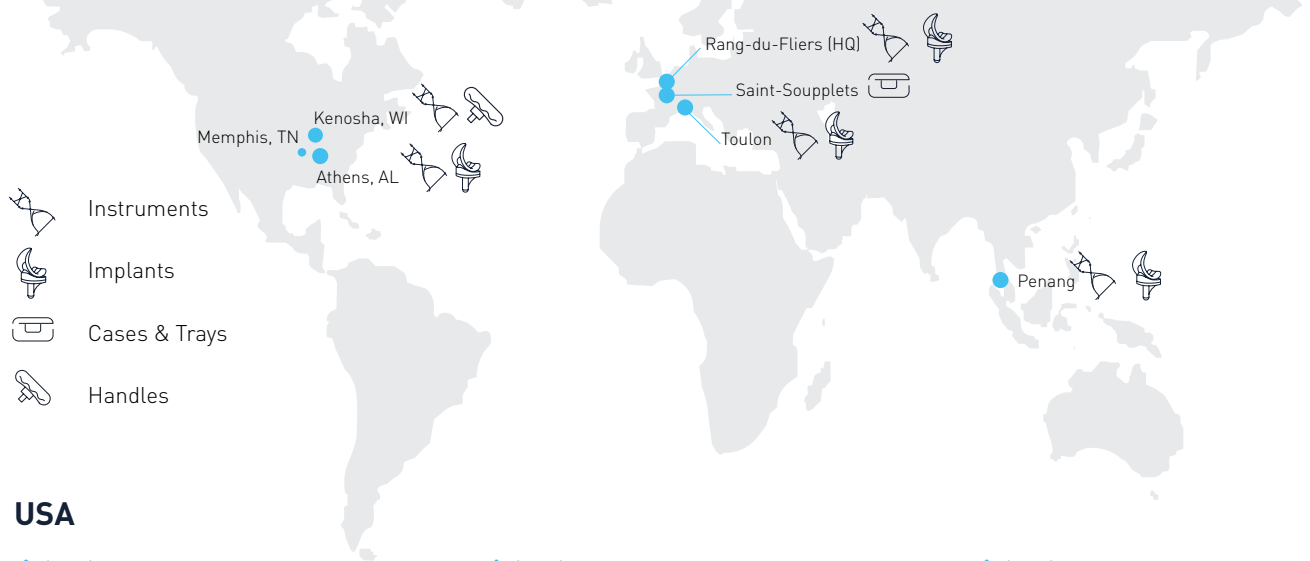 Rang-du-Fliers (HQ)
Saint-Soupplets
Kenosha, WI
Memphis, TN
Toulon
Athens, AL
Instruments
Implants
Penang
Cases & Trays
Handles
USA